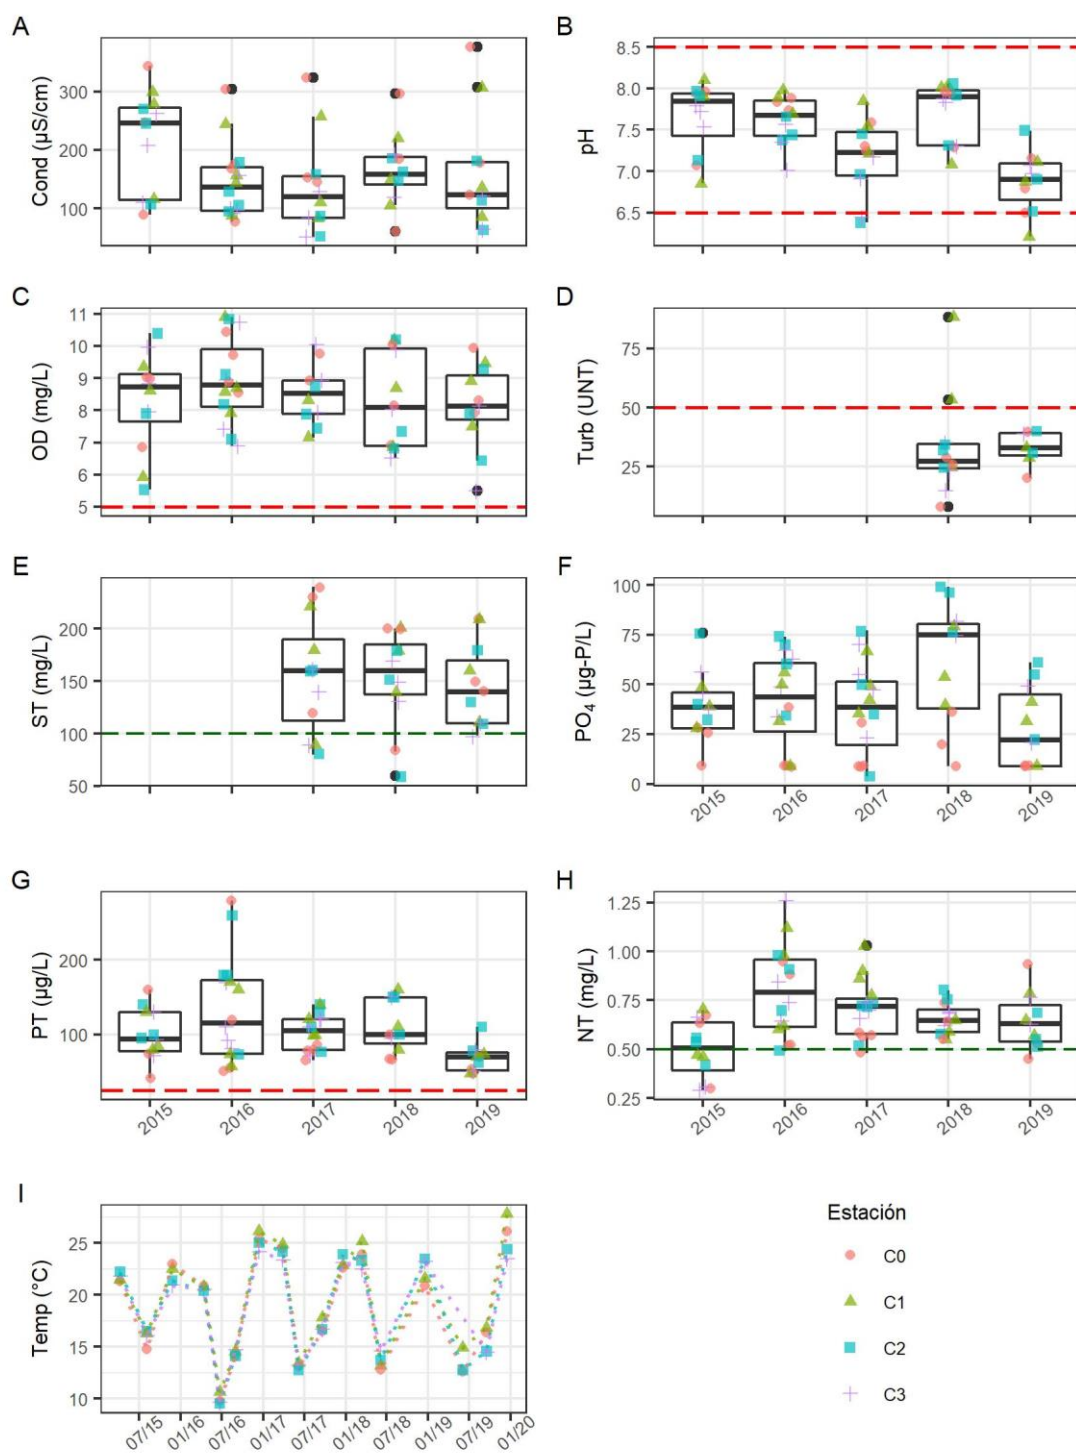 A
Cond (µS/cm)
300
200
100
B
pH
8.5
8.0
7.5
7.0
6.5
C
OD (mg/L)
11
10
9
8
7
6
5
D
Turb (UNT)
75
50
25
E
ST (mg/L)
200
150
100
50
F
PO4 (µg-P/L)
100
75
50
25
0
2015
2016
2017
2018
2019
G
PT (µg/L)
200
100
2015
2016
2017
2018
2019
H
NT (mg/L)
1.25
1.00
0.75
0.50
0.25
2015
2016
2017
2018
2019
I
Temp (°C)
25
20
15
10
07/15
01/16
07/16
01/17
07/17
01/18
07/18
01/19
07/19
01/20
Estación
C0
C1
C2
C3